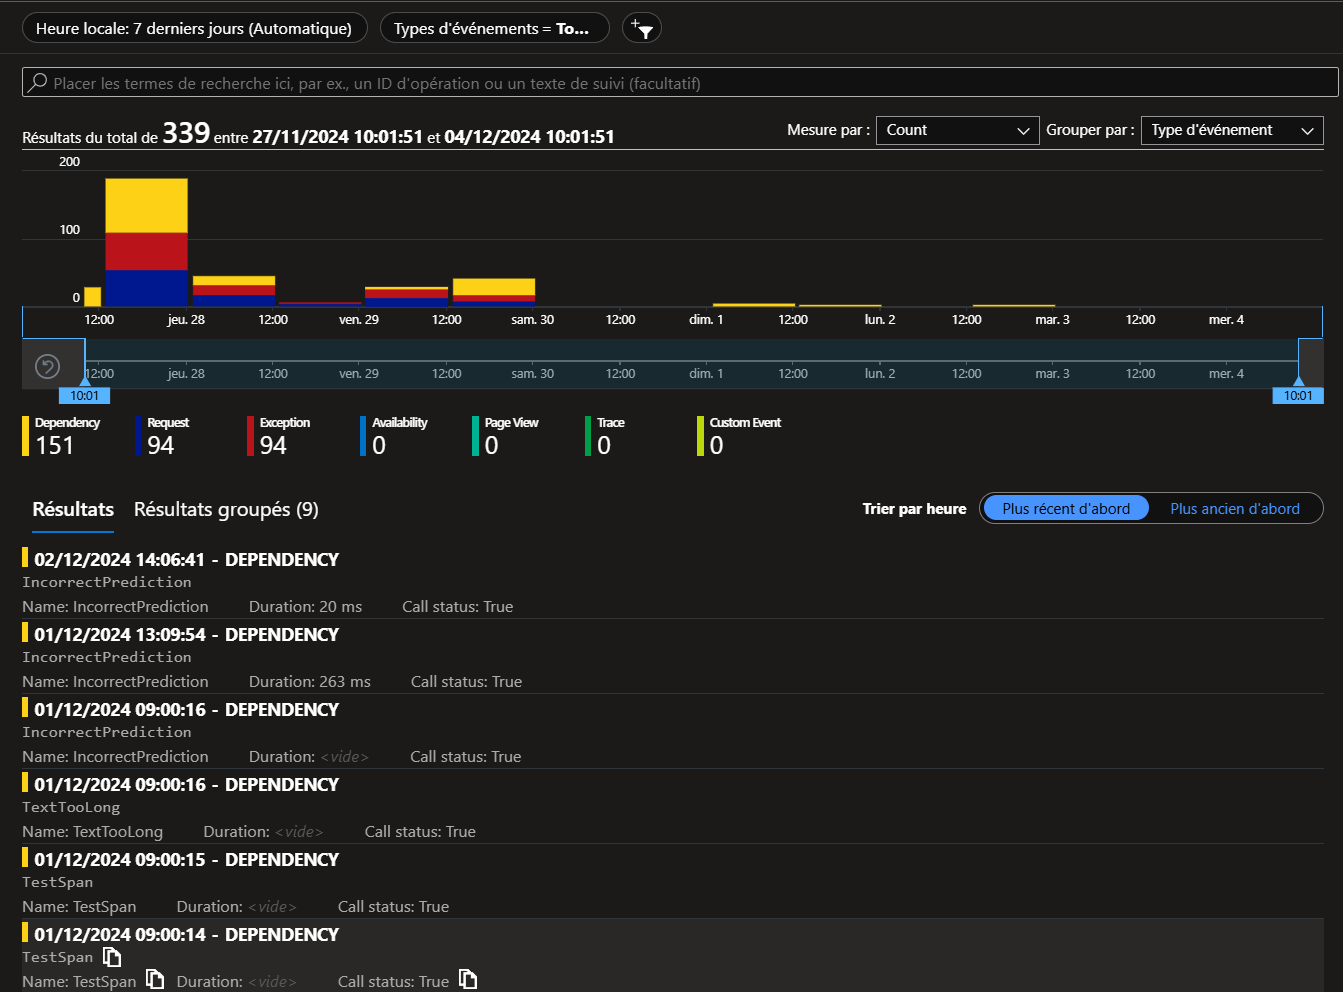 Heure locale: 7 derniers jours (Automatique) Types d'événements = To...
Placer les termes de recherche ici, par ex., un ID d'opération ou un texte de suivi (facultatif)
Résultats du total de 339 entre 27/11/2024 10:01:51 et 04/12/2024 10:01:51 Mesure par : Count Grouper par : Type d'événement
200
100
0
12:00 jeu. 28 12:00 ven. 29 12:00 sam. 30 12:00 dim. 1 12:00 lun. 2 12:00 mar. 3 12:00 mer. 4
12:00 jeu. 28 12:00 ven. 29 12:00 sam. 30 12:00 dim. 1 12:00 lun. 2 12:00 mar. 3 12:00 mer. 4
10:01 10:01
Dependency Request Exception Availability Page View Trace Custom Event
151 94 94 0 0 0 0
Résultats Résultats groupés (9) Trier par heure Plus récent d'abord Plus ancien d'abord
02/12/2024 14:06:41 - DEPENDENCY
IncorrectPrediction
Name: IncorrectPrediction Duration: 20 ms Call status: True
01/12/2024 13:09:54 - DEPENDENCY
IncorrectPrediction
Name: IncorrectPrediction Duration: 263 ms Call status: True
01/12/2024 09:00:16 - DEPENDENCY
IncorrectPrediction
Name: IncorrectPrediction Duration: <vide> Call status: True
01/12/2024 09:00:16 - DEPENDENCY
TextTooLong
Name: TextTooLong Duration: <vide> Call status: True
01/12/2024 09:00:15 - DEPENDENCY
TestSpan
Name: TestSpan Duration: <vide> Call status: True
01/12/2024 09:00:14 - DEPENDENCY
TestSpan
Name: TestSpan Duration: <vide> Call status: True